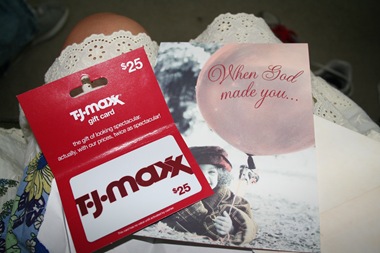 $25
T·J·maxx
gift card
the gift of looking spectacular.
actually, with our prices, twice as spectacular!
T·J·maxx
$25
When God
made you...